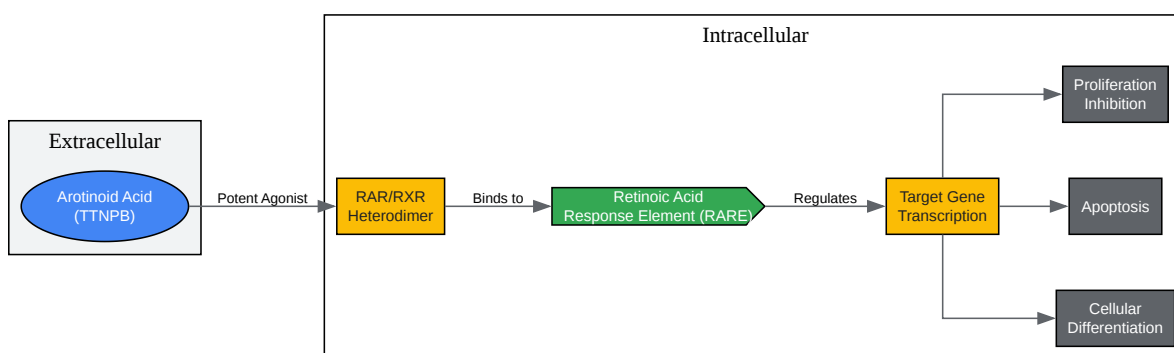 Intracellular
Extracellular
Arotinoid Acid
(TTNPB)
Potent Agonist
RAR/RXR
Heterodimer
Binds to
Retinoic Acid
Response Element (RARE)
Regulates
Target Gene
Transcription
Proliferation
Inhibition
Apoptosis
Cellular
Differentiation